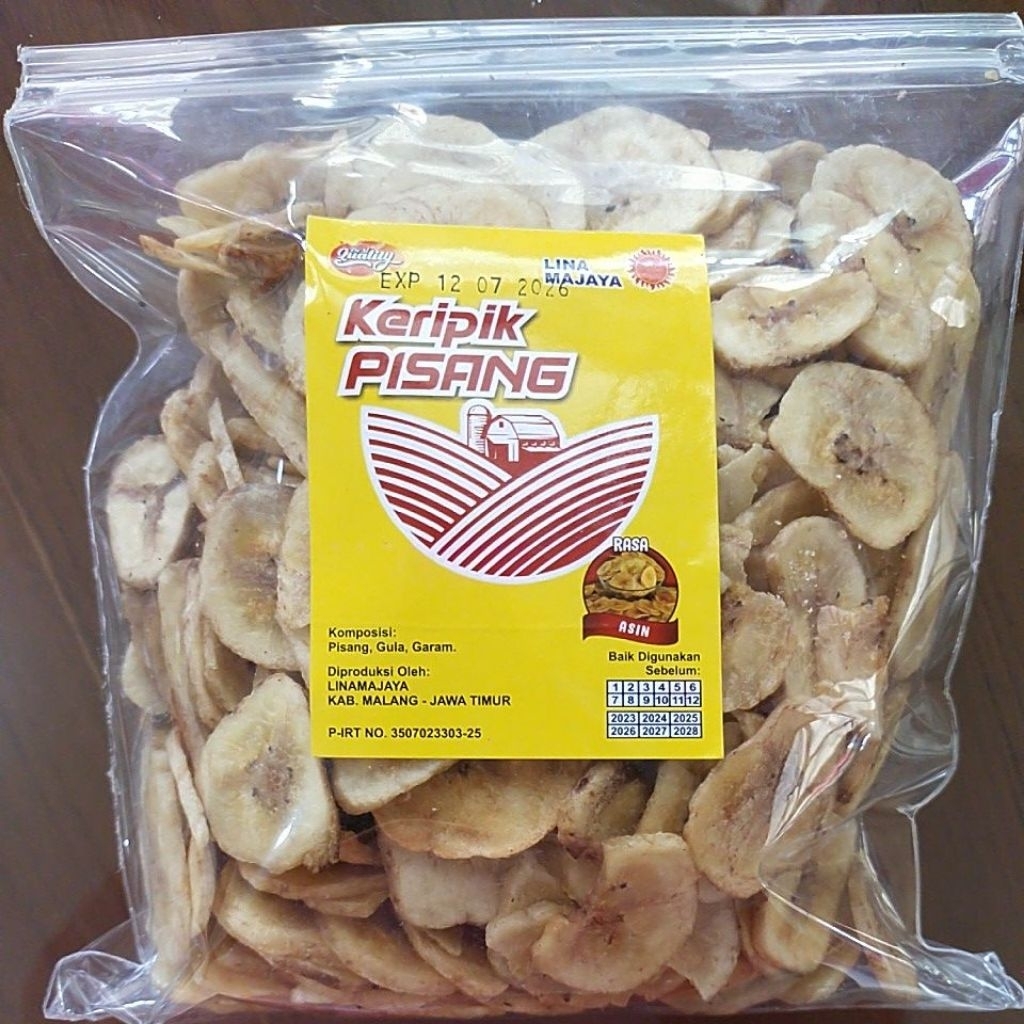 Quality
LINA
MAJAYA
EXP 12 07 2026
Keripik
PISANG
RASA
ASIN
Komposisi:
Pisang, Gula, Garam.
Diproduksi Oleh:
LINAMAJAYA
KAB. MALANG - JAWA TIMUR
P-IRT NO. 3507023303-25
Baik Digunakan
Sebelum:
1 2 3 4 5 6
7 8 9 10 11 12
2023 2024 2025
2026 2027 2028